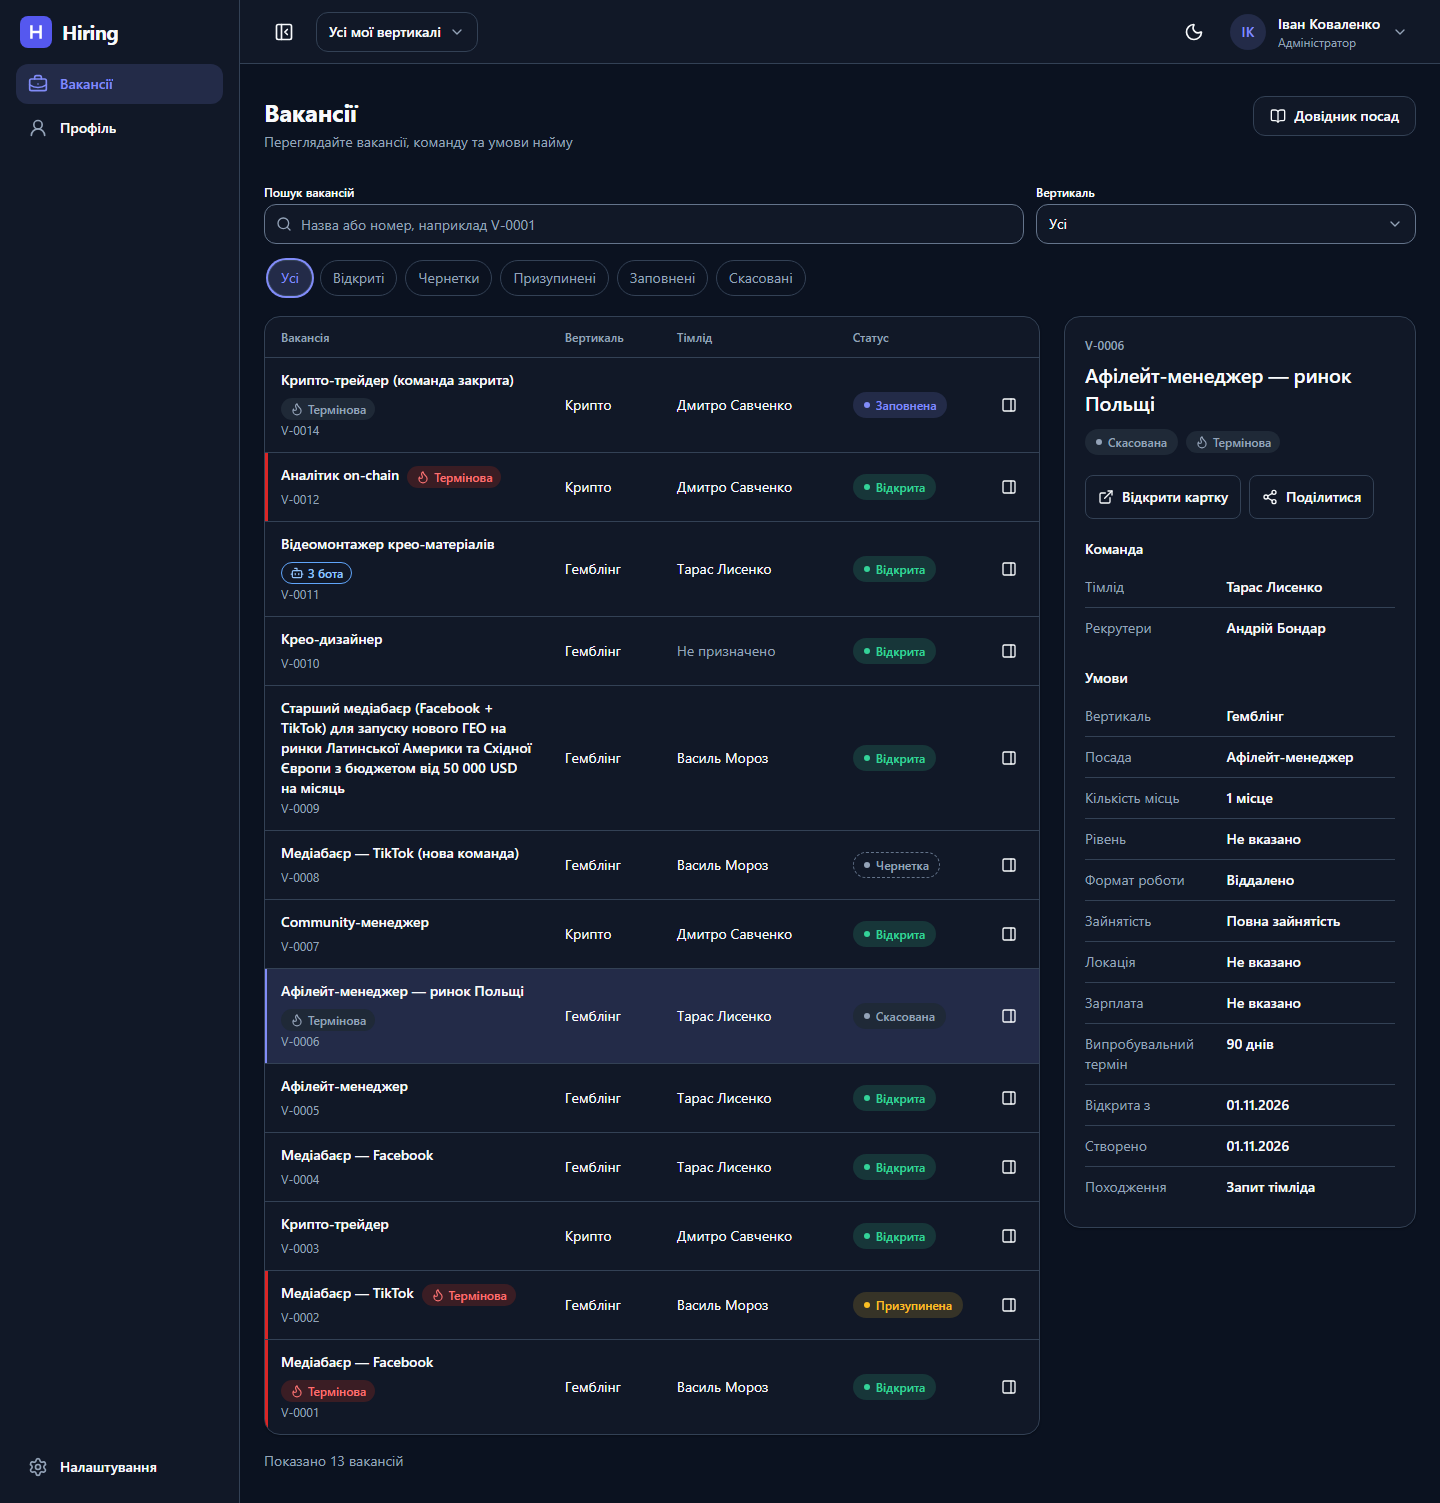 H Hiring
Усі мої вертикалі
ІК
Іван Коваленко
Адміністратор
Вакансії
Профіль
Налаштування
Вакансії
Переглядайте вакансії, команду та умови найму
Довідник посад
Пошук вакансій
Назва або номер, наприклад V-0001
Вертикаль
Усі
Усі Відкриті Чернетки Призупинені Заповнені Скасовані
Вакансія Вертикаль Тімлід Статус
Крипто-трейдер (команда закрита)
Термінова
V-0014
Крипто Дмитро Савченко Заповнена
Аналітик on-chain Термінова
V-0012
Крипто Дмитро Савченко Відкрита
Відеомонтажер крео-матеріалів
3 бота
V-0011
Гемблінг Тарас Лисенко Відкрита
Крео-дизайнер
V-0010
Гемблінг Не призначено Відкрита
Старший медіабаєр (Facebook +
TikTok) для запуску нового ГЕО на
ринки Латинської Америки та Східної
Європи з бюджетом від 50 000 USD
на місяць
V-0009
Гемблінг Василь Мороз Відкрита
Медіабаєр — TikTok (нова команда)
V-0008
Гемблінг Василь Мороз Чернетка
Community-менеджер
V-0007
Крипто Дмитро Савченко Відкрита
Афілейт-менеджер — ринок Польщі
Термінова
V-0006
Гемблінг Тарас Лисенко Скасована
Афілейт-менеджер
V-0005
Гемблінг Тарас Лисенко Відкрита
Медіабаєр — Facebook
V-0004
Гемблінг Тарас Лисенко Відкрита
Крипто-трейдер
V-0003
Крипто Дмитро Савченко Відкрита
Медіабаєр — TikTok Термінова
V-0002
Гемблінг Василь Мороз Призупинена
Медіабаєр — Facebook
Термінова
V-0001
Гемблінг Василь Мороз Відкрита
Показано 13 вакансій
V-0006
Афілейт-менеджер — ринок
Польщі
Скасована Термінова
Відкрити картку Поділитися
Команда
Тімлід Тарас Лисенко
Рекрутери Андрій Бондар
Умови
Вертикаль Гемблінг
Посада Афілейт-менеджер
Кількість місць 1 місце
Рівень Не вказано
Формат роботи Віддалено
Зайнятість Повна зайнятість
Локація Не вказано
Зарплата Не вказано
Випробувальний 90 днів
термін
Відкрита з 01.11.2026
Створено 01.11.2026
Походження Запит тімліда